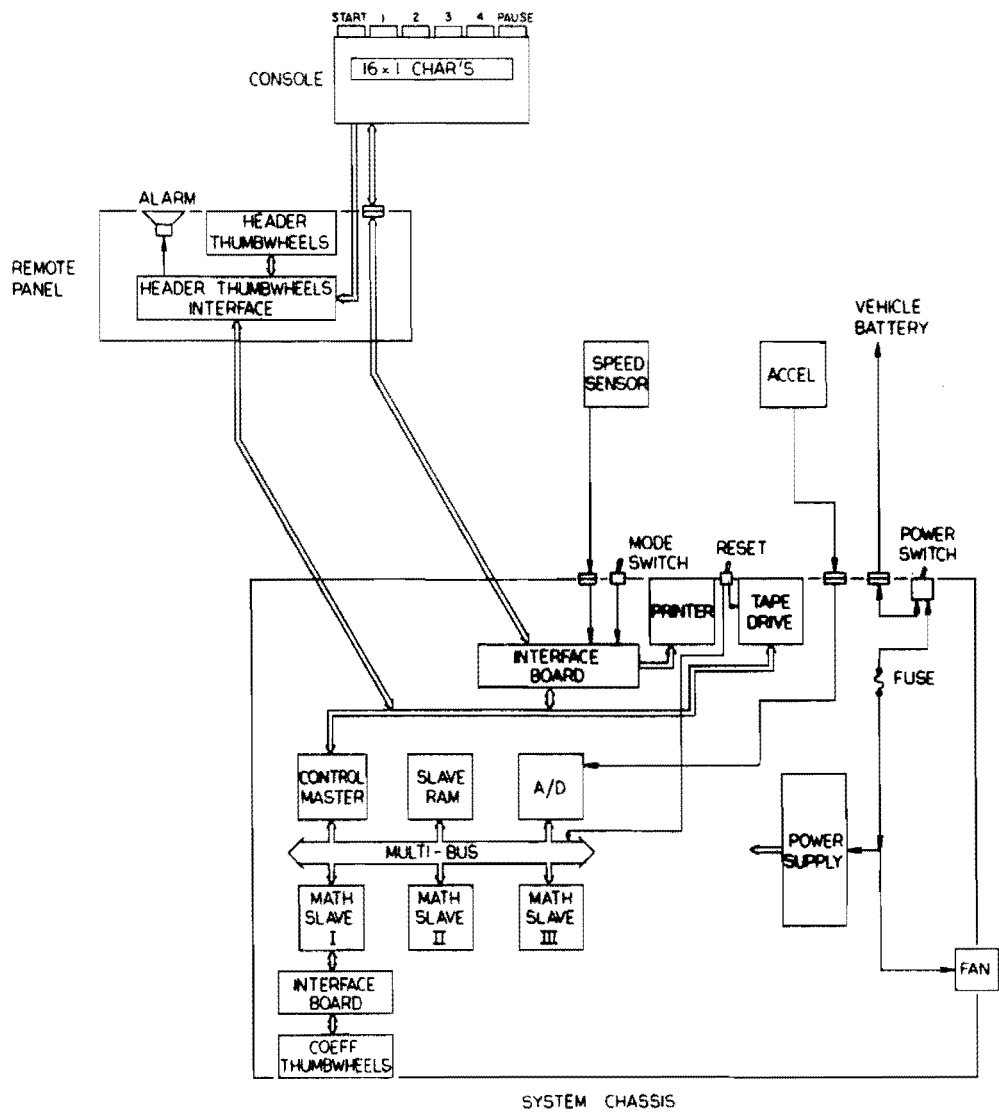 START 1 2 3 4 PAUSE
16 x 1 CHAR'S
CONSOLE
ALARM
HEADER
THUMBWHEELS
REMOTE
PANEL
HEADER THUMBWHEELS
INTERFACE
VEHICLE
BATTERY
SPEED
SENSOR
ACCEL
MODE
SWITCH
RESET
POWER
SWITCH
PRINTER
TAPE
DRIVE
INTERFACE
BOARD
FUSE
CONTROL
MASTER
SLAVE
RAM
A/D
MULTI-BUS
POWER
SUPPLY
MATH
SLAVE
I
MATH
SLAVE
II
MATH
SLAVE
III
FAN
INTERFACE
BOARD
COEFF
THUMBWHEELS
SYSTEM CHASSIS